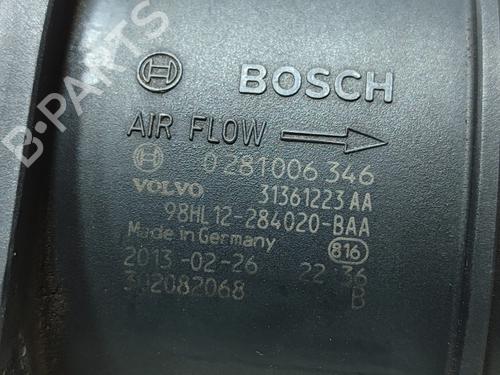 B-PARTS
BOSCH
AIR FLOW
0 281 006 346
VOLVO 31361223 AA
98HL12-284020-BAA
Made in Germany 816
2013-02-26 22 36
302082068 B